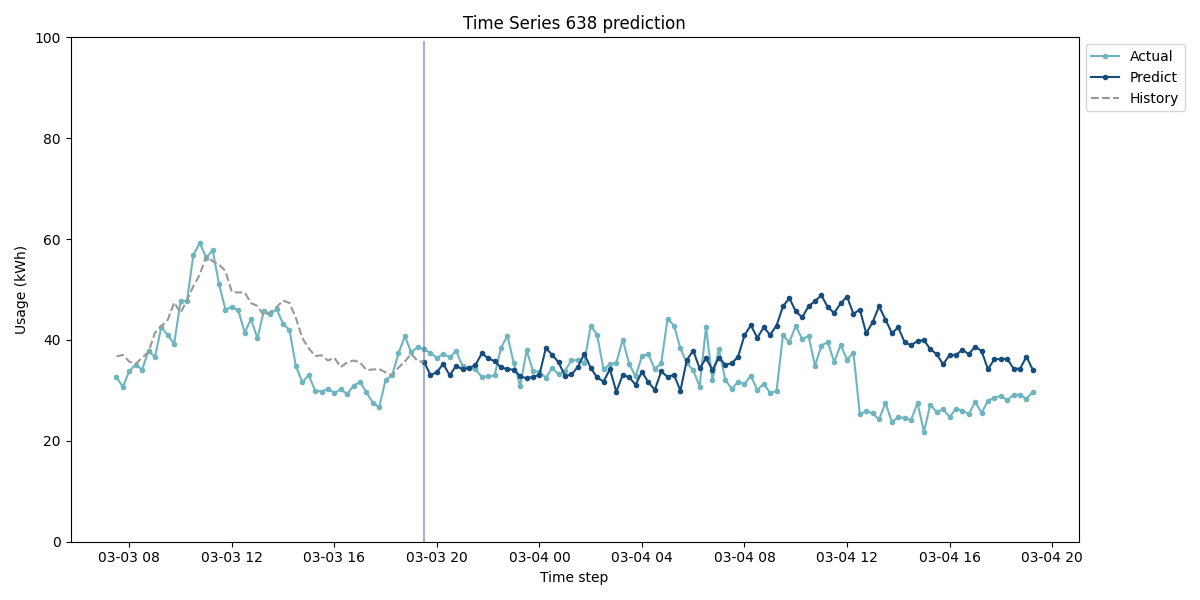 Time Series 638 prediction
100
80
60
40
20
0
Usage (kWh)
03-03 08 03-03 12 03-03 16 03-03 20 03-04 00 03-04 04 03-04 08 03-04 12 03-04 16 03-04 20
Time step
Actual
Predict
History